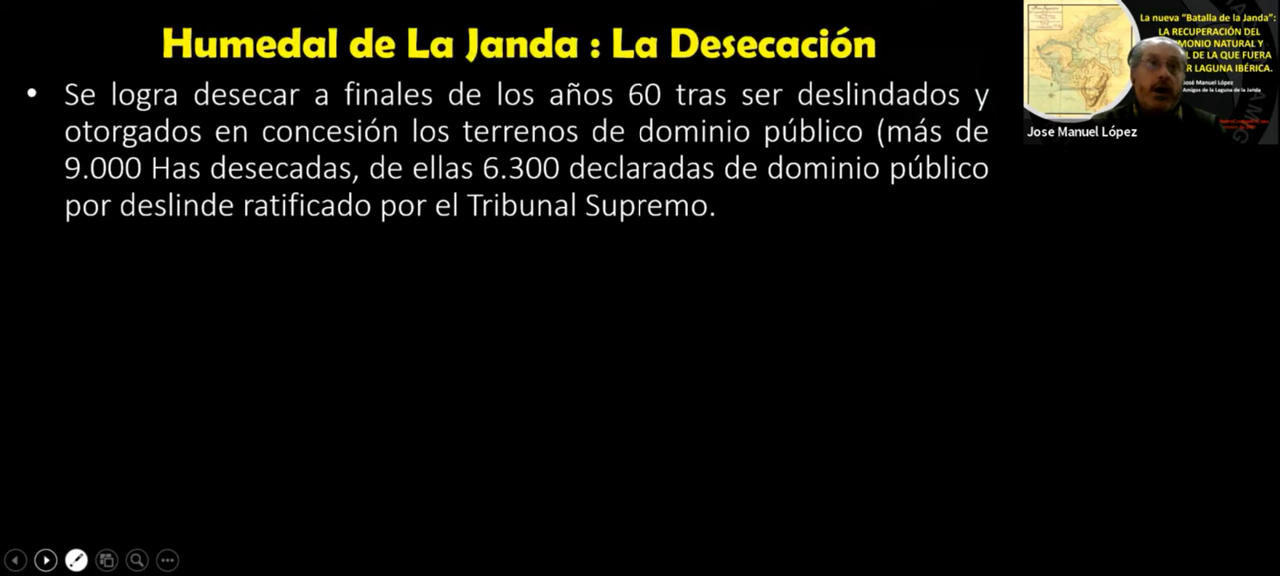 Humedal de La Janda : La Desecación
• Se logra desecar a finales de los años 60 tras ser deslindados y
otorgados en concesión los terrenos de dominio público (más de
9.000 Has desecadas, de ellas 6.300 declaradas de dominio público
por deslinde ratificado por el Tribunal Supremo.
La nueva “Batalla de la Janda”:
LA RECUPERACIÓN DEL
MONIO NATURAL Y
L DE LA QUE FUERA
R LAGUNA IBÉRICA.
José Manuel López
Amigos de la Laguna de la Janda
Jose Manuel López